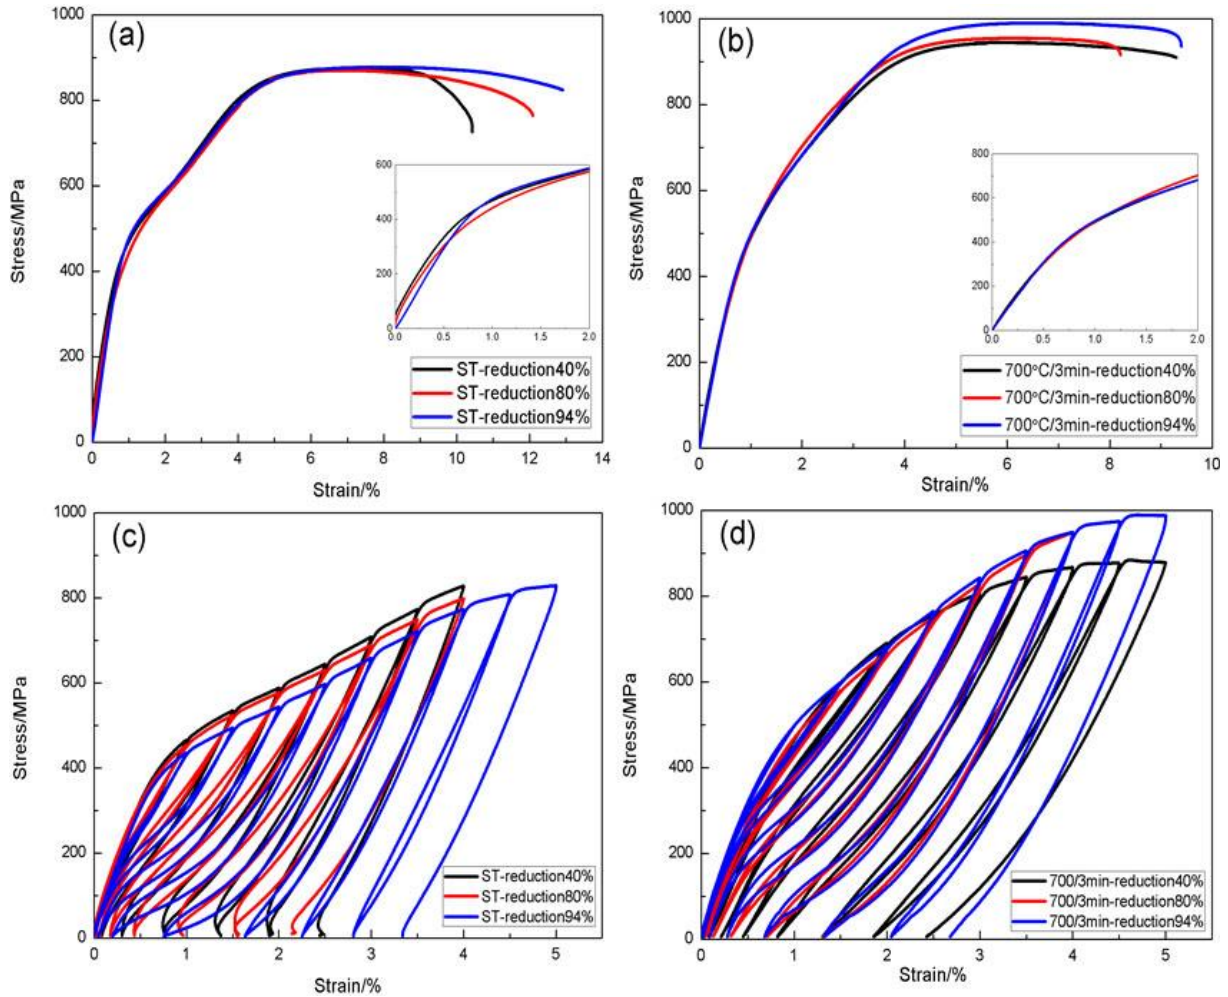 (a)
1000
800
600
400
200
0
Stress/MPa
0 2 4 6 8 10 12 14
Strain/%
600
400
200
0
0.0 0.5 1.0 1.5 2.0
ST-reduction40%
ST-reduction80%
ST-reduction94%
(b)
1000
800
600
400
200
0
Stress/MPa
0 2 4 6 8 10
Strain/%
800
600
400
200
0
0.0 0.5 1.0 1.5 2.0
700°C/3min-reduction40%
700°C/3min-reduction80%
700°C/3min-reduction94%
(c)
1000
800
600
400
200
0
Stress/MPa
0 1 2 3 4 5
Strain/%
ST-reduction40%
ST-reduction80%
ST-reduction94%
(d)
1000
800
600
400
200
0
Stress/MPa
0 1 2 3 4 5
Strain/%
700/3min-reduction40%
700/3min-reduction80%
700/3min-reduction94%